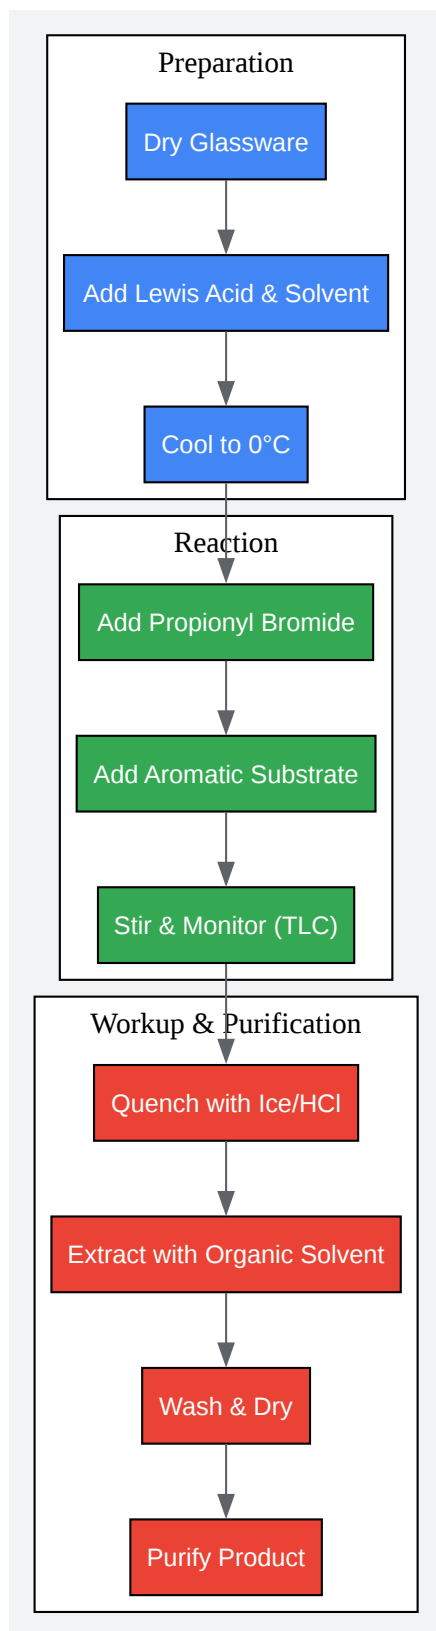 Preparation
Dry Glassware
Add Lewis Acid & Solvent
Cool to 0°C
Reaction
Add Propionyl Bromide
Add Aromatic Substrate
Stir & Monitor (TLC)
Workup & Purification
Quench with Ice/HCl
Extract with Organic Solvent
Wash & Dry
Purify Product